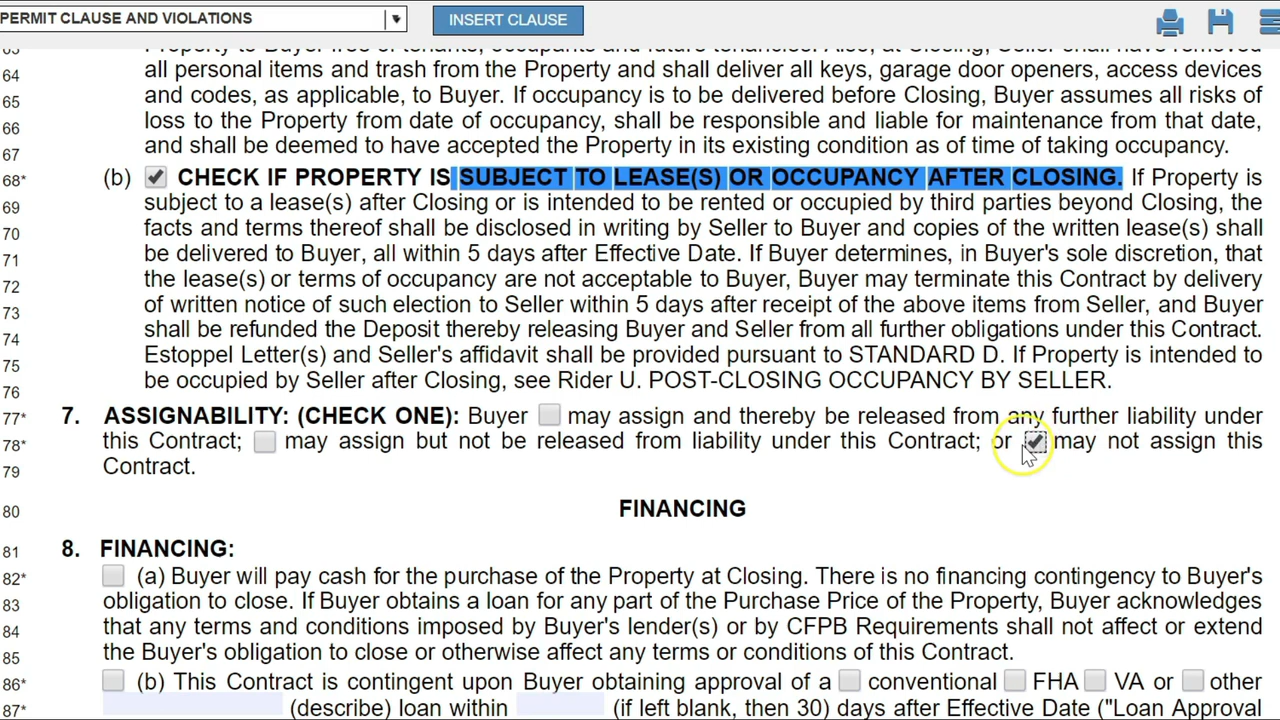 PERMIT CLAUSE AND VIOLATIONS
INSERT CLAUSE
63 Property to Buyer free of tenants, occupants and future tenancies. Also, at Closing, Seller shall have removed
64 all personal items and trash from the Property and shall deliver all keys, garage door openers, access devices
65 and codes, as applicable, to Buyer. If occupancy is to be delivered before Closing, Buyer assumes all risks of
66 loss to the Property from date of occupancy, shall be responsible and liable for maintenance from that date,
67 and shall be deemed to have accepted the Property in its existing condition as of time of taking occupancy.
68* (b) CHECK IF PROPERTY IS SUBJECT TO LEASE(S) OR OCCUPANCY AFTER CLOSING. If Property is
69 subject to a lease(s) after Closing or is intended to be rented or occupied by third parties beyond Closing, the
70 facts and terms thereof shall be disclosed in writing by Seller to Buyer and copies of the written lease(s) shall
71 be delivered to Buyer, all within 5 days after Effective Date. If Buyer determines, in Buyer's sole discretion, that
72 the lease(s) or terms of occupancy are not acceptable to Buyer, Buyer may terminate this Contract by delivery
73 of written notice of such election to Seller within 5 days after receipt of the above items from Seller, and Buyer
74 shall be refunded the Deposit thereby releasing Buyer and Seller from all further obligations under this Contract.
75 Estoppel Letter(s) and Seller's affidavit shall be provided pursuant to STANDARD D. If Property is intended to
76 be occupied by Seller after Closing, see Rider U. POST-CLOSING OCCUPANCY BY SELLER.
77* 7. ASSIGNABILITY: (CHECK ONE): Buyer may assign and thereby be released from any further liability under
78* this Contract; may assign but not be released from liability under this Contract; or may not assign this
79 Contract.
80 FINANCING
81 8. FINANCING:
82* (a) Buyer will pay cash for the purchase of the Property at Closing. There is no financing contingency to Buyer's
83 obligation to close. If Buyer obtains a loan for any part of the Purchase Price of the Property, Buyer acknowledges
84 that any terms and conditions imposed by Buyer's lender(s) or by CFPB Requirements shall not affect or extend
85 the Buyer's obligation to close or otherwise affect any terms or conditions of this Contract.
86* (b) This Contract is contingent upon Buyer obtaining approval of a conventional FHA VA or other
87* (describe) loan within (if left blank, then 30) days after Effective Date ("Loan Approval